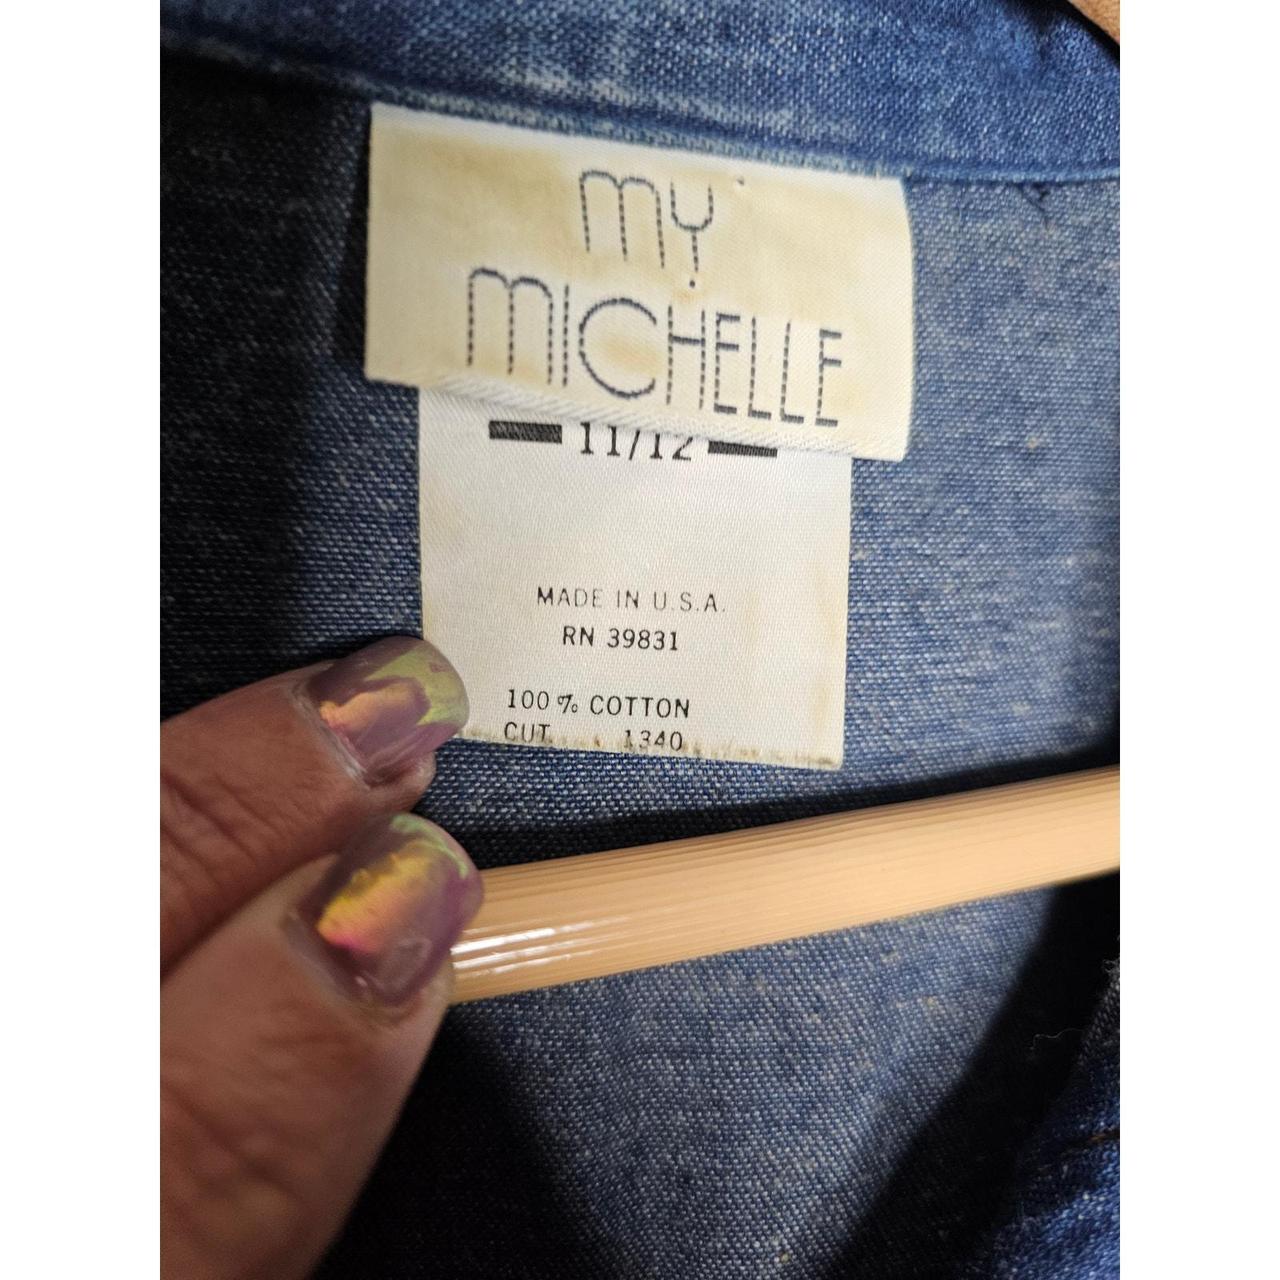 my
MICHELLE
11/12
MADE IN U.S.A.
RN 39831
100% COTTON
CUT 1340